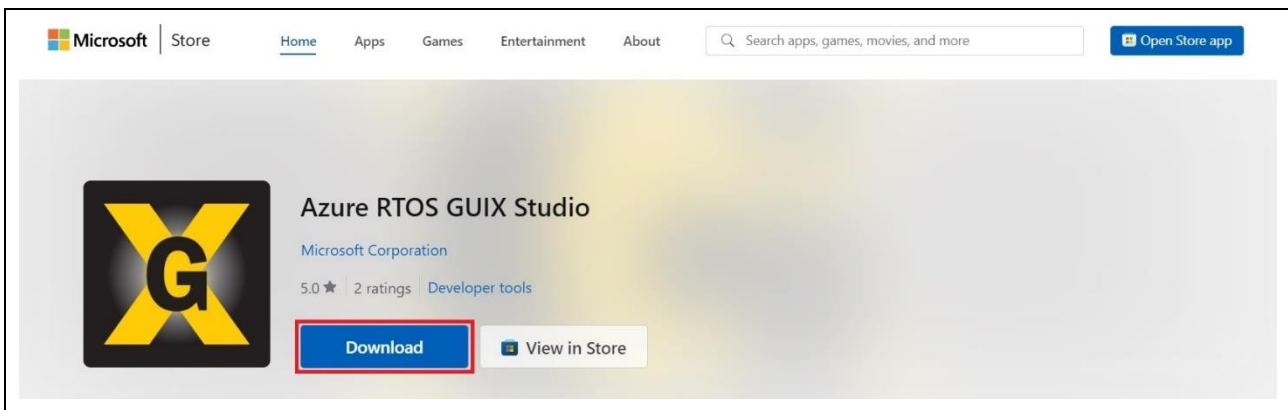 Microsoft Store Home Apps Games Entertainment About Search apps, games, movies, and more Open Store app
XG
Azure RTOS GUIX Studio
Microsoft Corporation
5.0 ★ 2 ratings Developer tools
Download View in Store